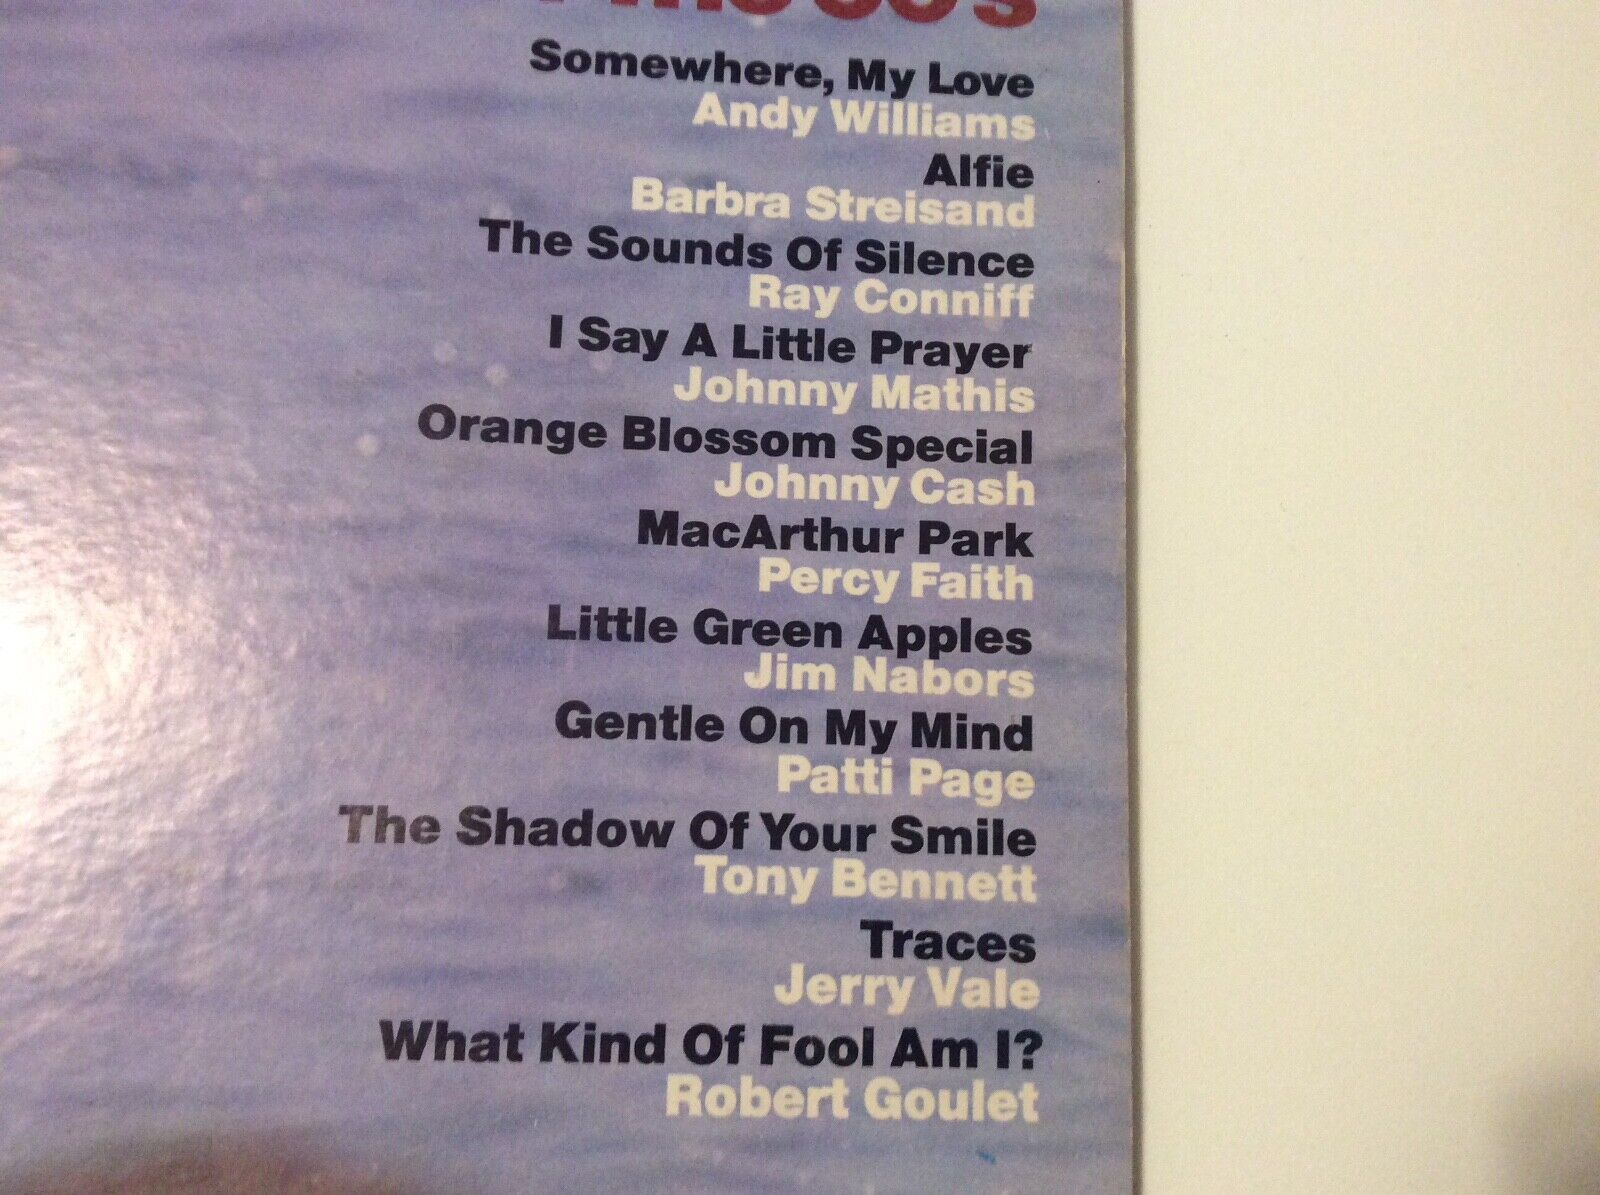 Somewhere, My Love
Andy Williams
Alfie
Barbra Streisand
The Sounds Of Silence
Ray Conniff
I Say A Little Prayer
Johnny Mathis
Orange Blossom Special
Johnny Cash
MacArthur Park
Percy Faith
Little Green Apples
Jim Nabors
Gentle On My Mind
Patti Page
The Shadow Of Your Smile
Tony Bennett
Traces
Jerry Vale
What Kind Of Fool Am I?
Robert Goulet